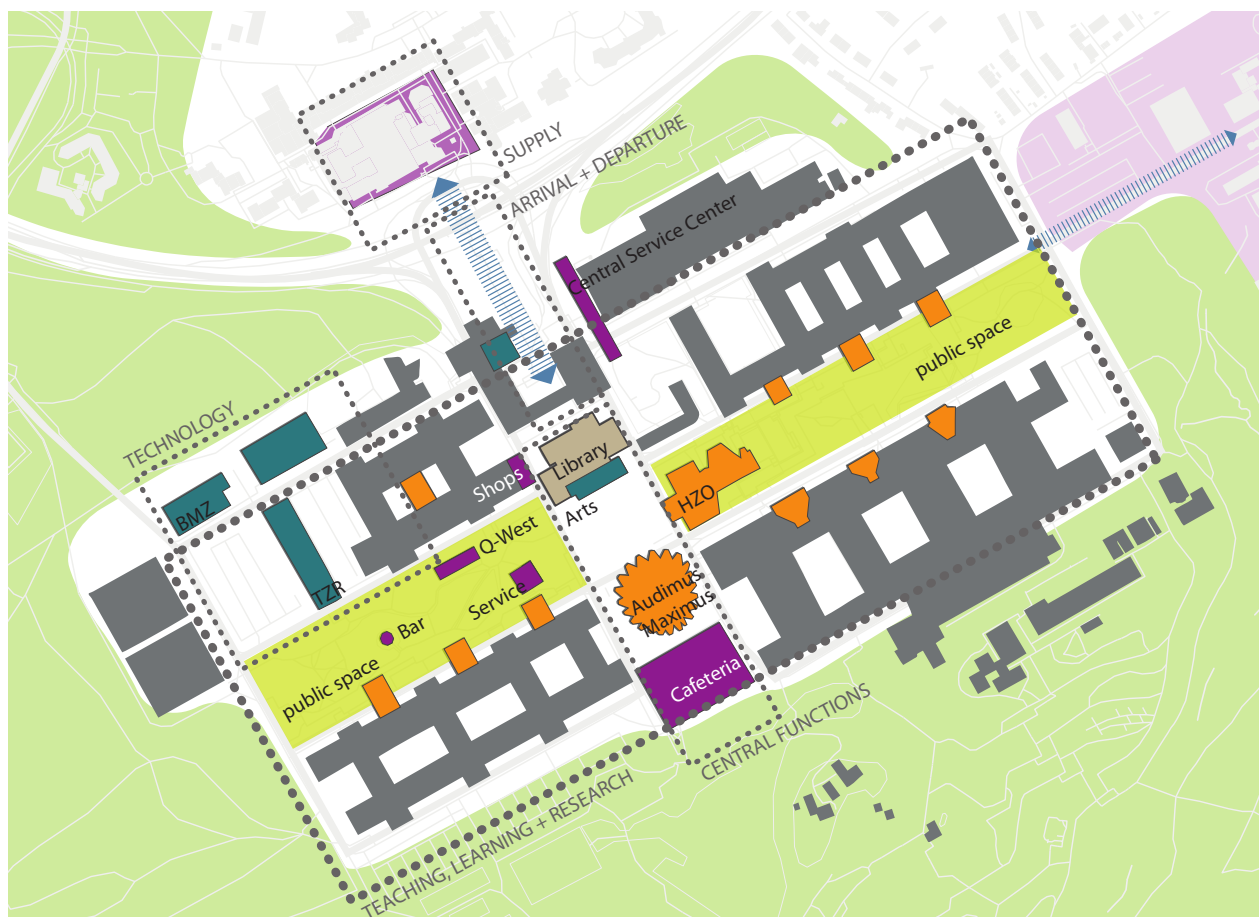 SUPPLY
ARRIVAL + DEPARTURE
Central Service Center
public space
TECHNOLOGY
BMZ
TZR
Library
Shops
Arts
HZO
Q-West
Service
Bar
public space
Audimus
Maximus
Cafeteria
CENTRAL FUNCTIONS
TEACHING, LEARNING + RESEARCH